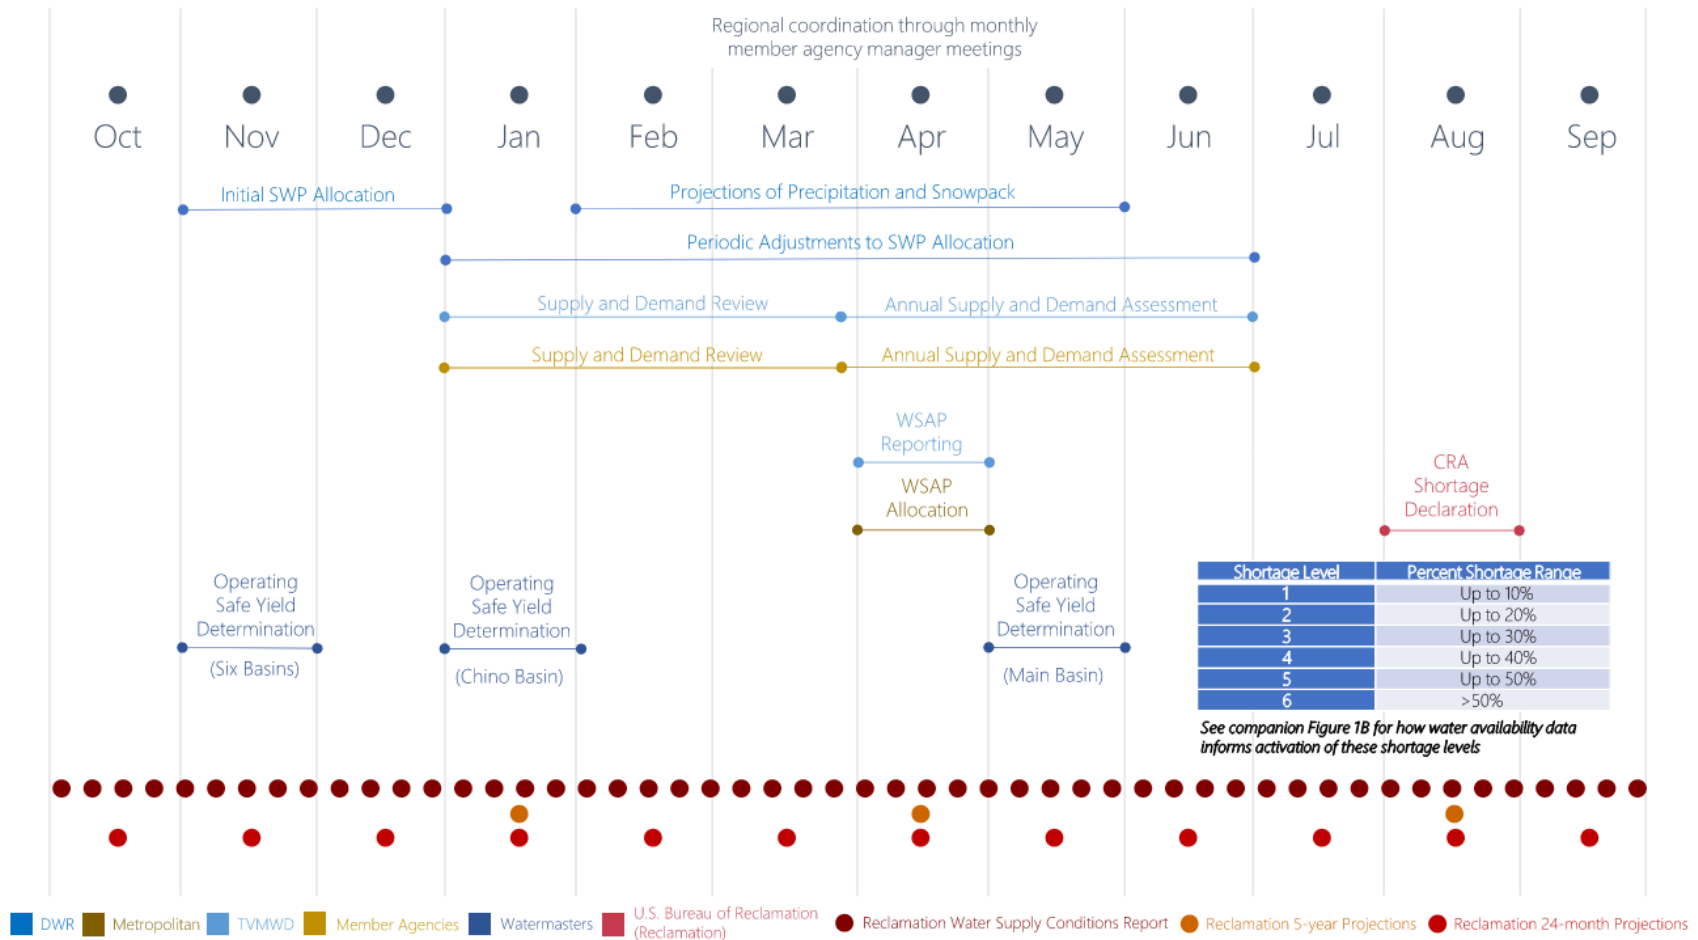 Regional coordination through monthly
member agency manager meetings
Oct
Nov
Dec
Jan
Feb
Mar
Apr
May
Jun
Jul
Aug
Sep
Initial SWP Allocation
Projections of Precipitation and Snowpack
Periodic Adjustments to SWP Allocation
Supply and Demand Review
Annual Supply and Demand Assessment
Supply and Demand Review
Annual Supply and Demand Assessment
WSAP
Reporting
WSAP
Allocation
CRA
Shortage
Declaration
Operating
Safe Yield
Determination
(Six Basins)
Operating
Safe Yield
Determination
(Chino Basin)
Operating
Safe Yield
Determination
(Main Basin)
Shortage Level Percent Shortage Range
1 Up to 10%
2 Up to 20%
3 Up to 30%
4 Up to 40%
5 Up to 50%
6 >50%
See companion Figure 1B for how water availability data
informs activation of these shortage levels
DWR
Metropolitan
TVMWD
Member Agencies
Watermasters
U.S. Bureau of Reclamation
(Reclamation)
Reclamation Water Supply Conditions Report
Reclamation 5-year Projections
Reclamation 24-month Projections